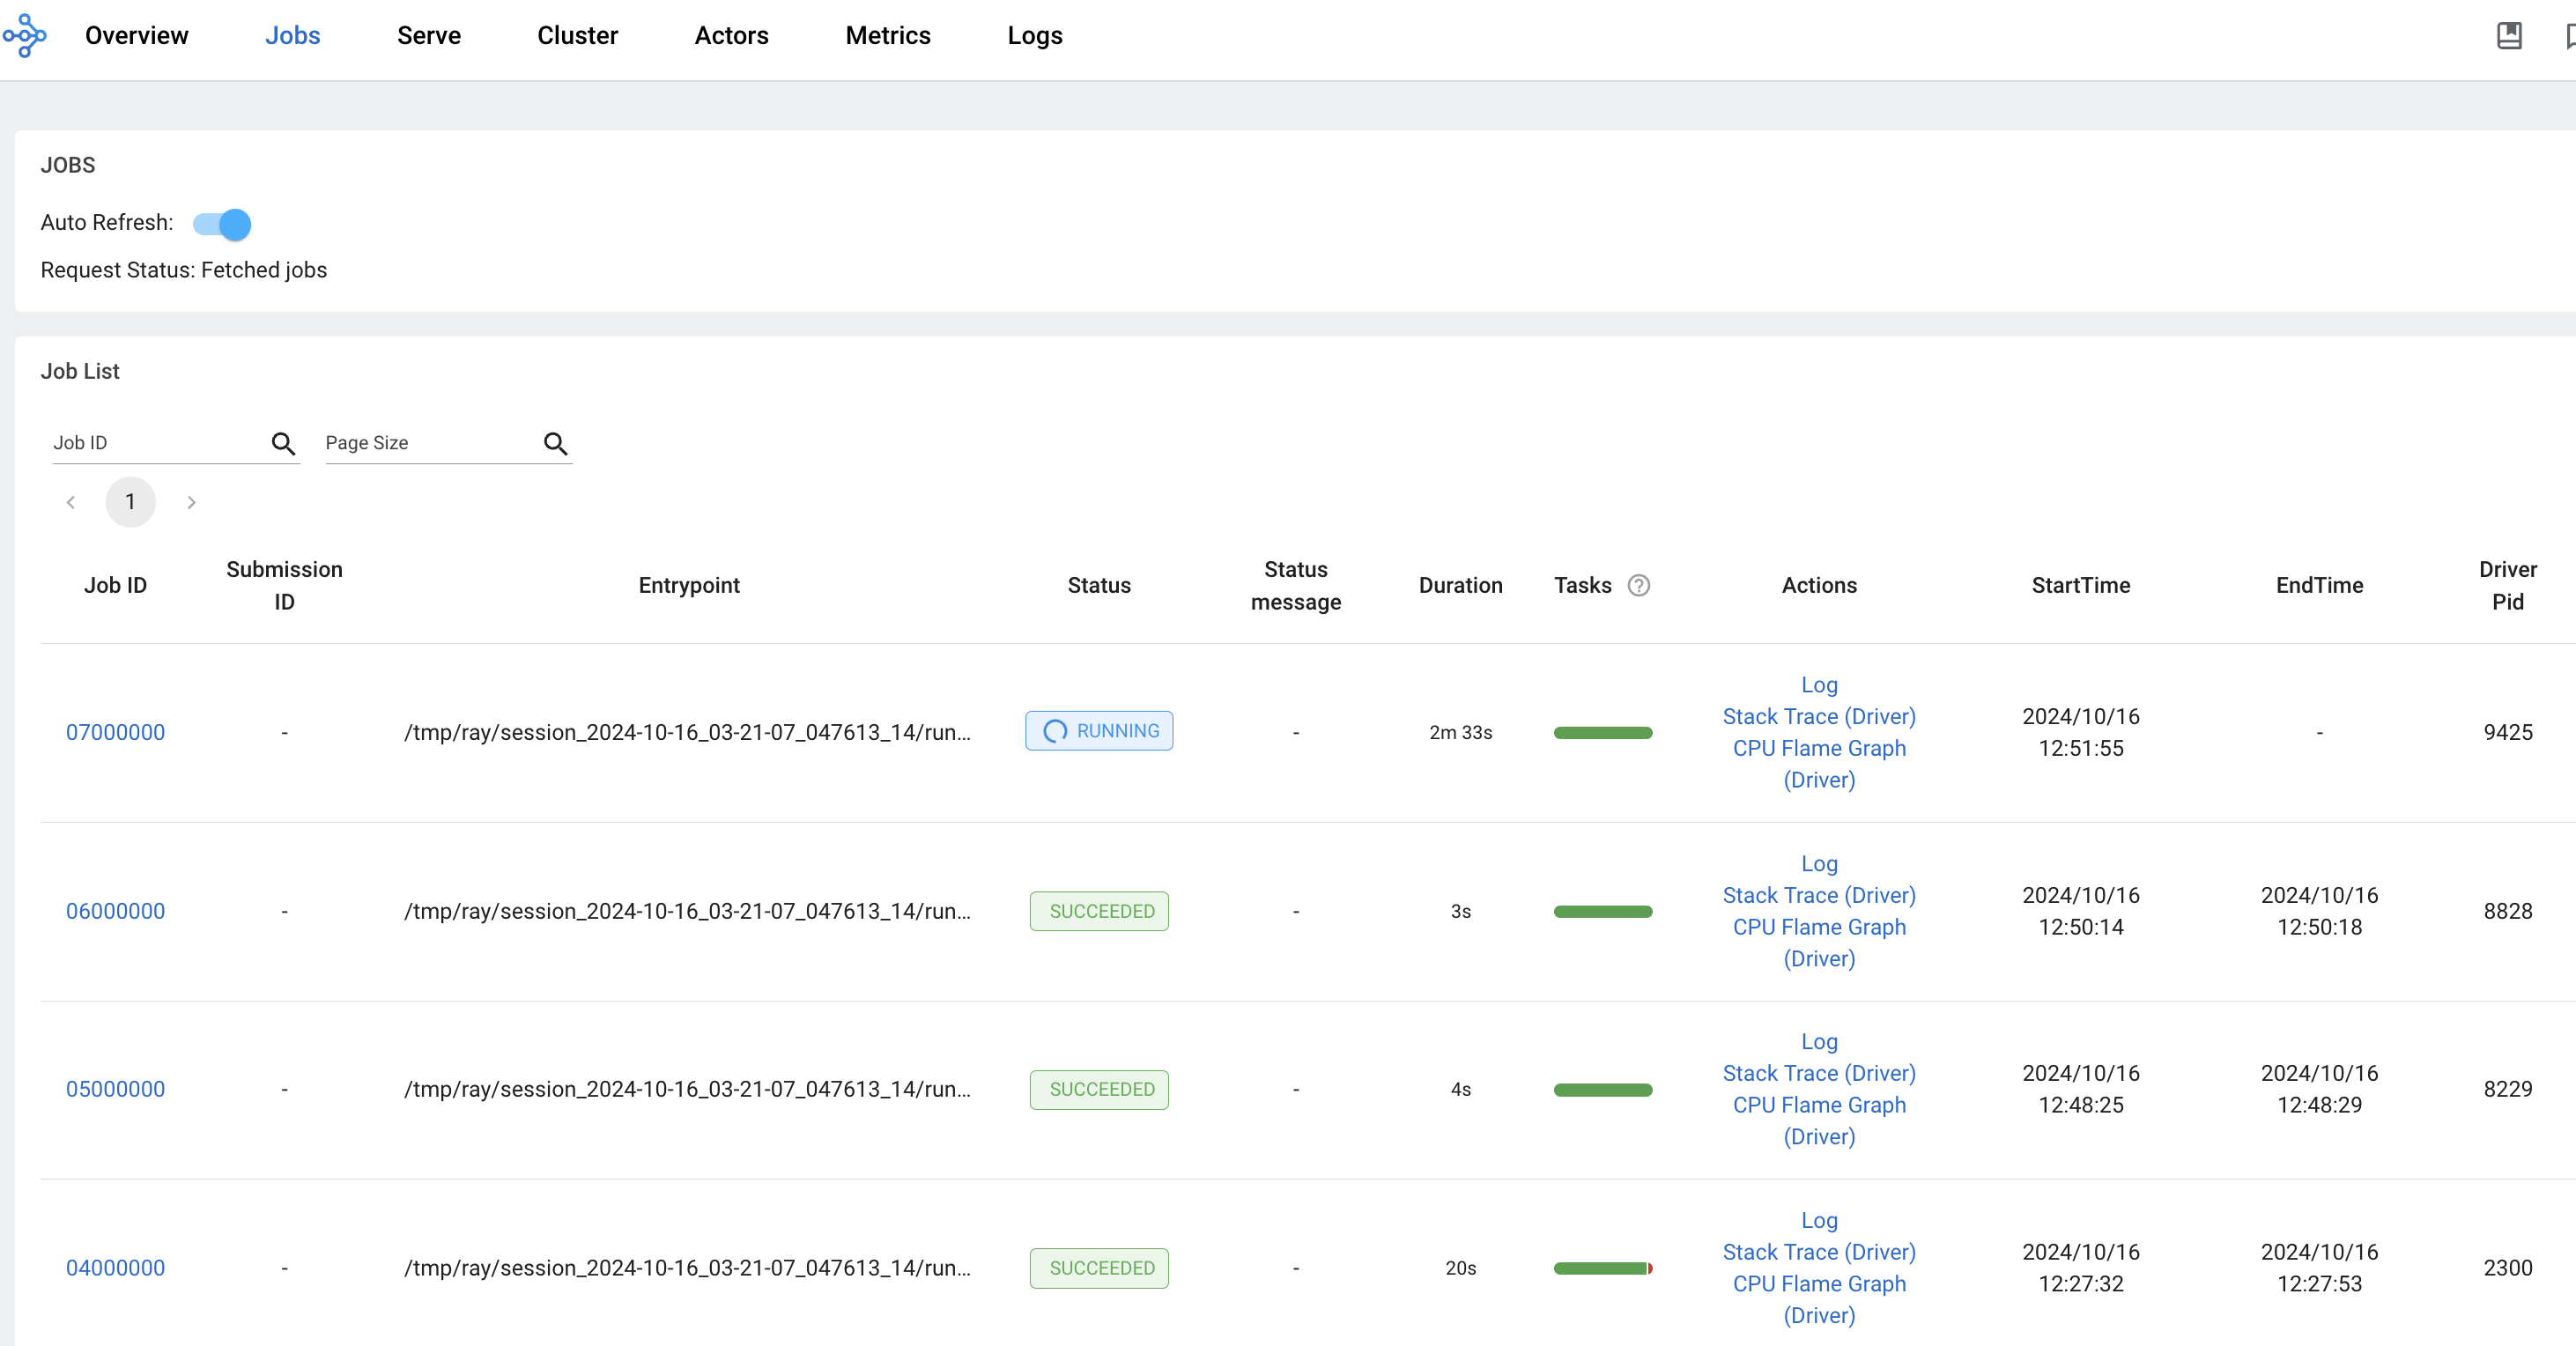 Overview Jobs Serve Cluster Actors Metrics Logs
JOBS
Auto Refresh:
Request Status: Fetched jobs
Job List
Job ID Page Size
1
Job ID Submission ID Entrypoint Status Status message Duration Tasks ? Actions StartTime EndTime Driver Pid
07000000 - /tmp/ray/session_2024-10-16_03-21-07_047613_14/run... RUNNING - 2m 33s Log Stack Trace (Driver) CPU Flame Graph (Driver) 2024/10/16 12:51:55 - 9425
06000000 - /tmp/ray/session_2024-10-16_03-21-07_047613_14/run... SUCCEEDED - 3s Log Stack Trace (Driver) CPU Flame Graph (Driver) 2024/10/16 12:50:14 2024/10/16 12:50:18 8828
05000000 - /tmp/ray/session_2024-10-16_03-21-07_047613_14/run... SUCCEEDED - 4s Log Stack Trace (Driver) CPU Flame Graph (Driver) 2024/10/16 12:48:25 2024/10/16 12:48:29 8229
04000000 - /tmp/ray/session_2024-10-16_03-21-07_047613_14/run... SUCCEEDED - 20s Log Stack Trace (Driver) CPU Flame Graph (Driver) 2024/10/16 12:27:32 2024/10/16 12:27:53 2300